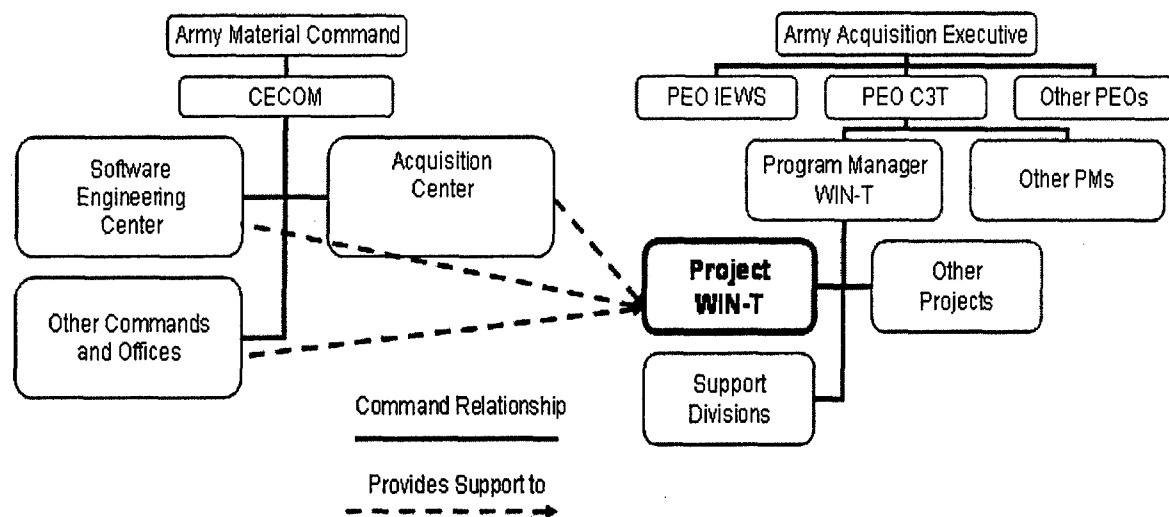 Army Material Command
CECOM
Software
Engineering
Center
Acquisition
Center
Other Commands
and Offices
Army Acquisition Executive
PEO IEWS
PEO C3T
Other PEOs
Program Manager
WIN-T
Other PMs
Project
WIN-T
Other
Projects
Support
Divisions
Command Relationship
Provides Support to